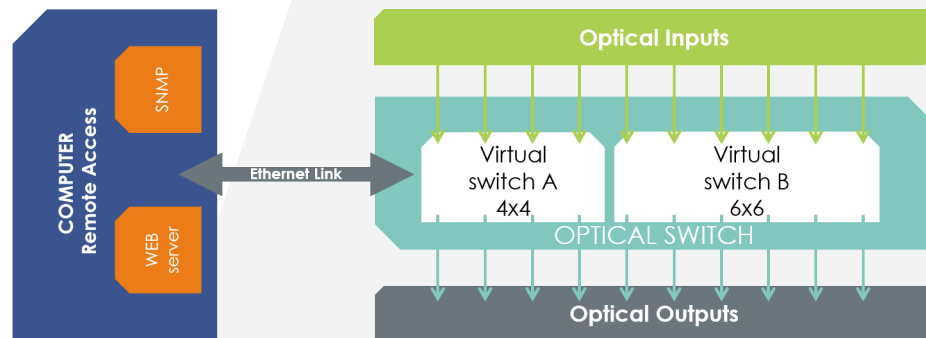 COMPUTER
Remote Access
SNMP
WEB
server
Ethernet Link
Optical Inputs
Virtual
switch A
4x4
Virtual
switch B
6x6
OPTICAL SWITCH
Optical Outputs